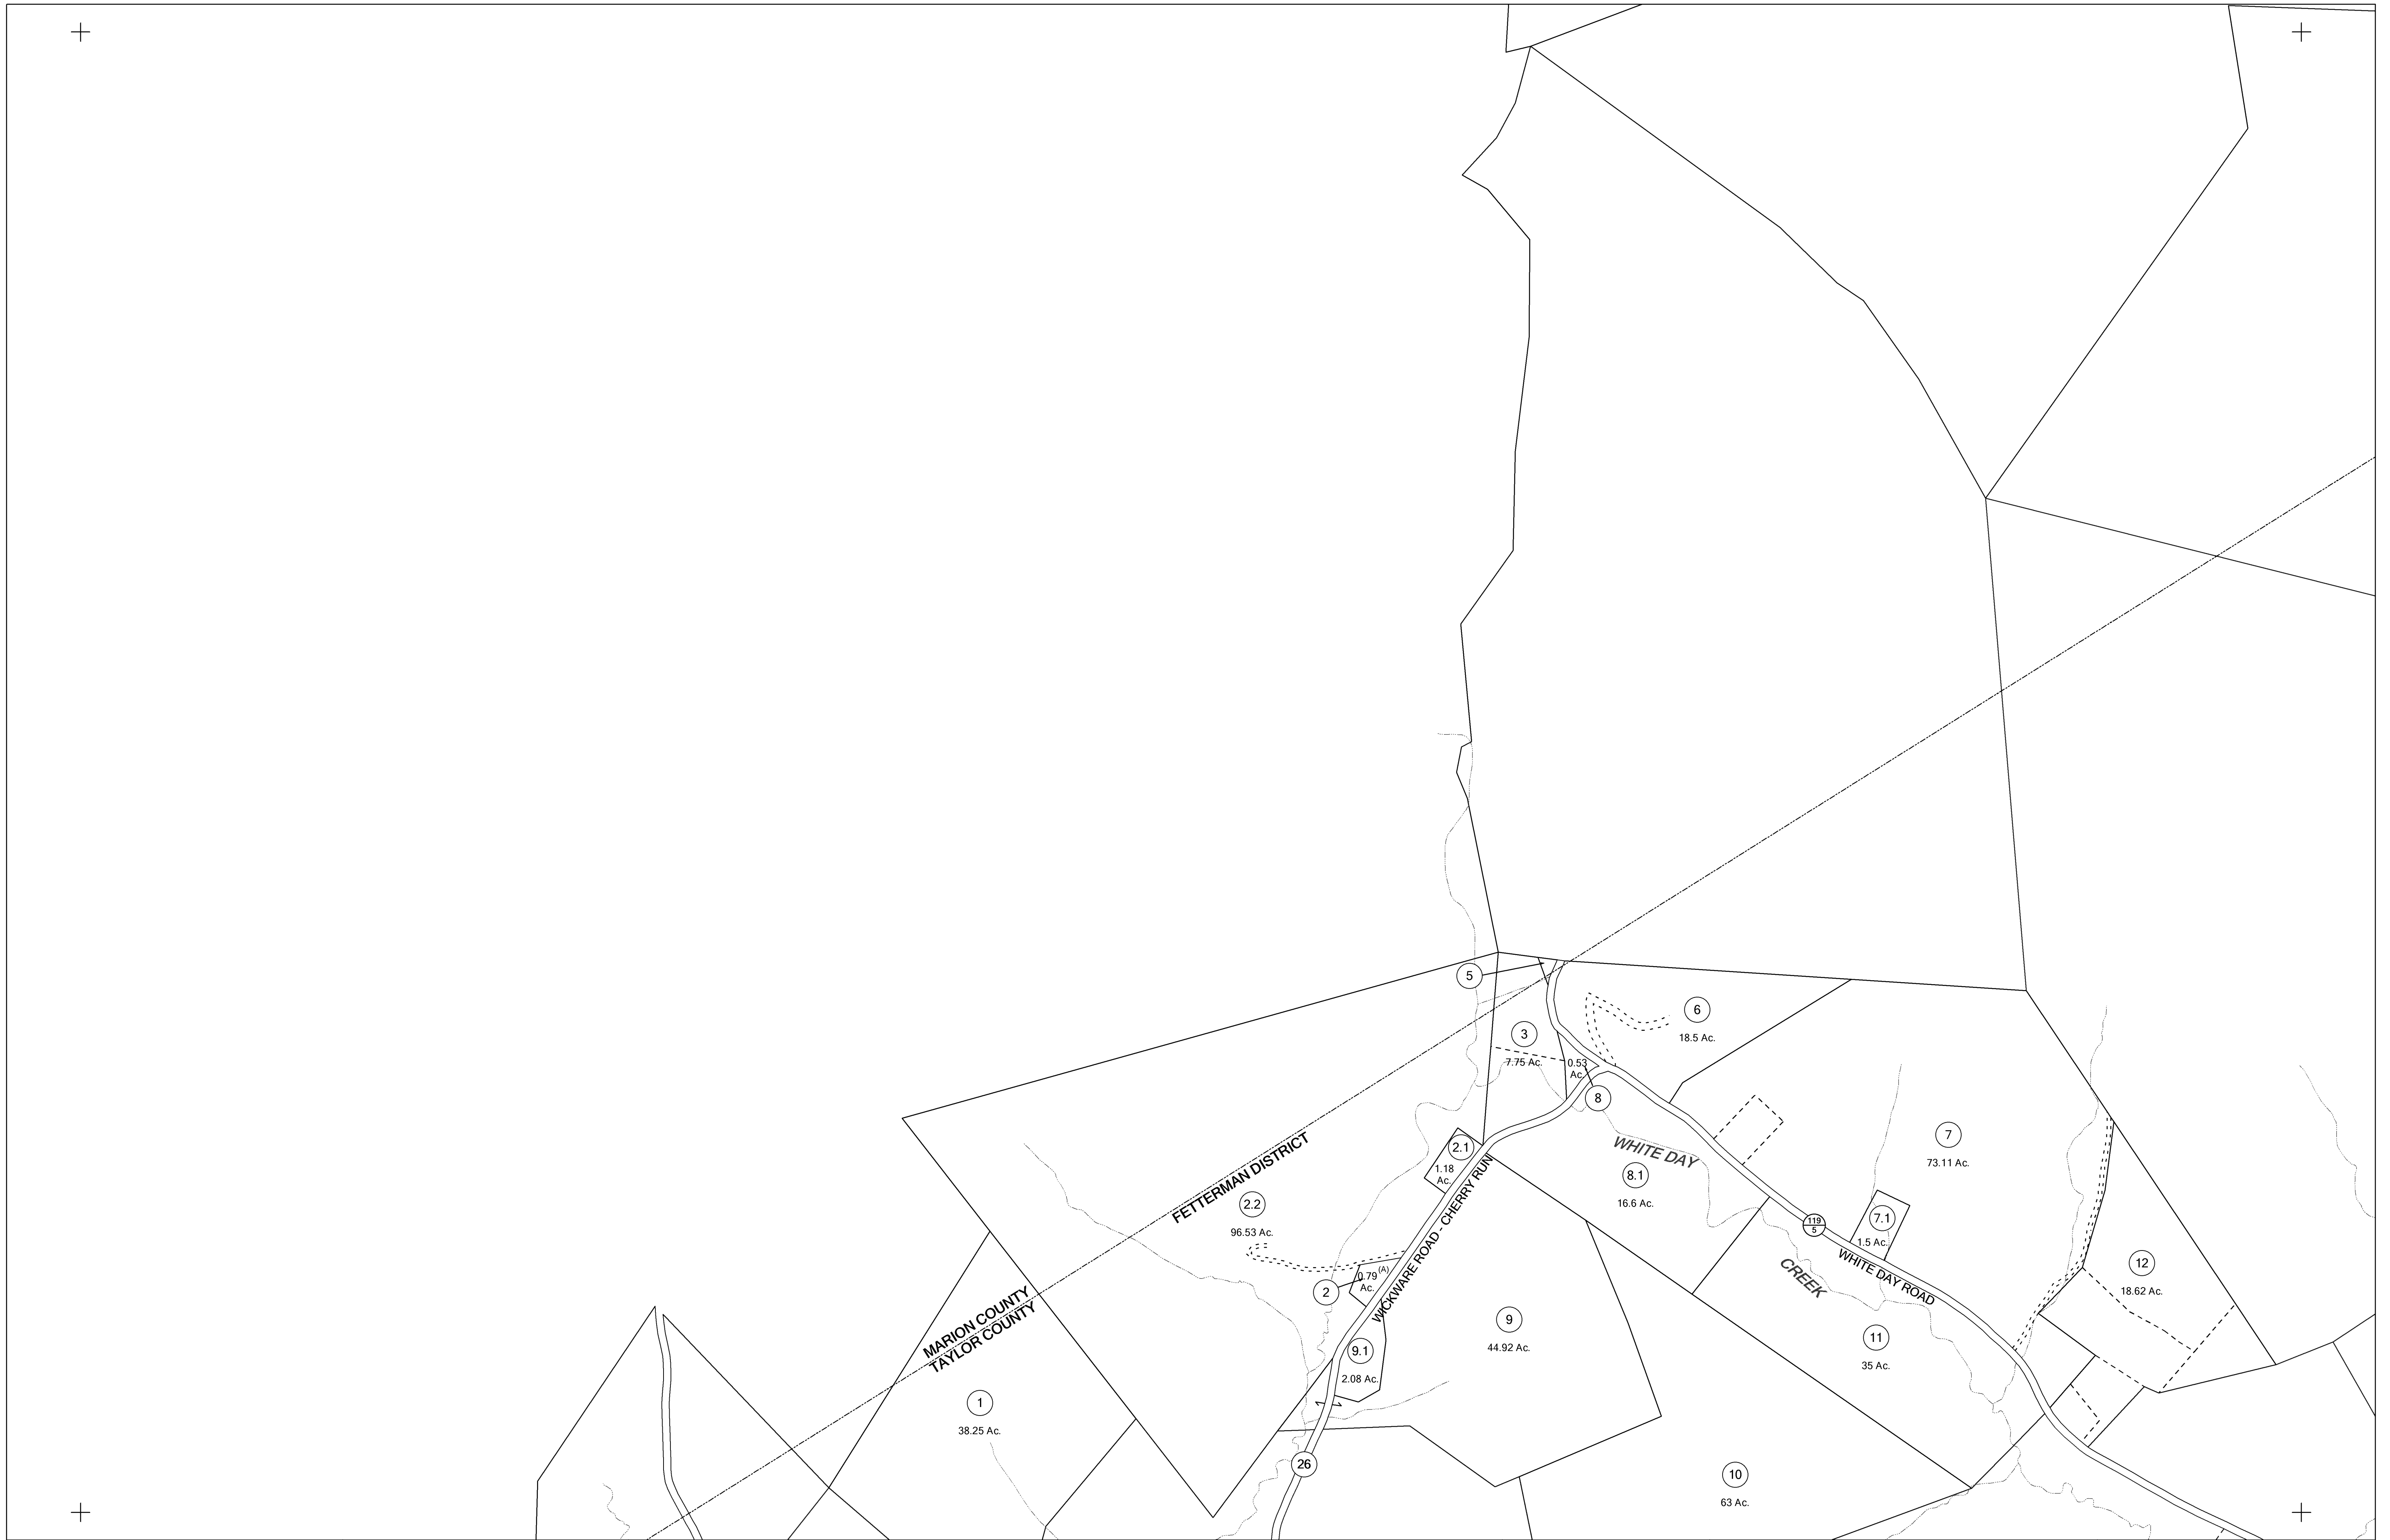 5
6
18.5 Ac.
3
7.75 Ac.
0.53
Ac.
8
7
73.11 Ac.
WHITE DAY
2.1
1.18
Ac.
8.1
16.6 Ac.
FETTERMAN DISTRICT
2.2
96.53 Ac.
WICKWARE ROAD - CHERRY RUN
7.1
1.5 Ac.
119
5
WHITE DAY ROAD
CREEK
12
18.62 Ac.
0.79 (A)
Ac.
2
MARION COUNTY
TAYLOR COUNTY
9
44.92 Ac.
9.1
2.08 Ac.
11
35 Ac.
1
38.25 Ac.
26
10
63 Ac.